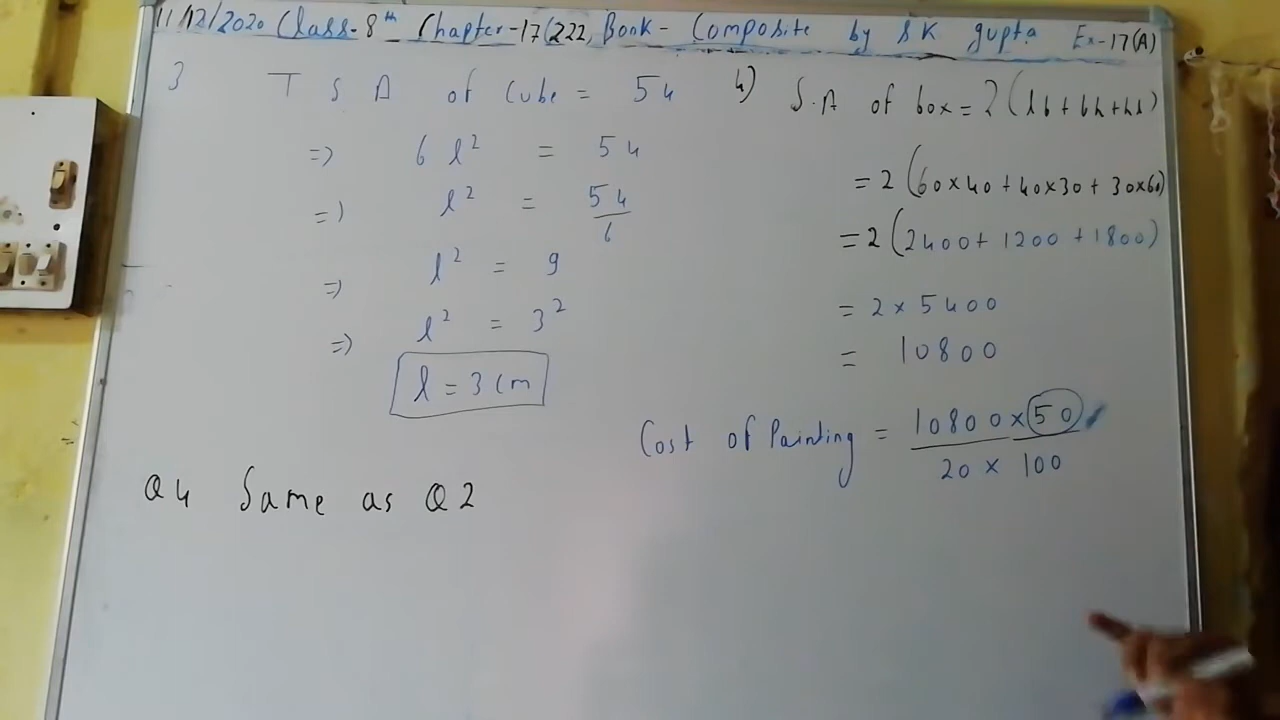 11/12/2020 Class-8th Chapter-17(222, Book- Composite by SK gupta Ex-17(A)
3 T S A of Cube = 54
=> 6 l² = 54
=> l² = 54/6
=> l² = 9
=> l² = 3²
l = 3 cm
Q4 Same as Q2
4) S.A of box = 2(lb+bh+hl)
= 2(60×40+40×30+30×60)
= 2(2400+1200+1800)
= 2×5400
= 10800
Cost of Painting = 10800×50
20 × 100